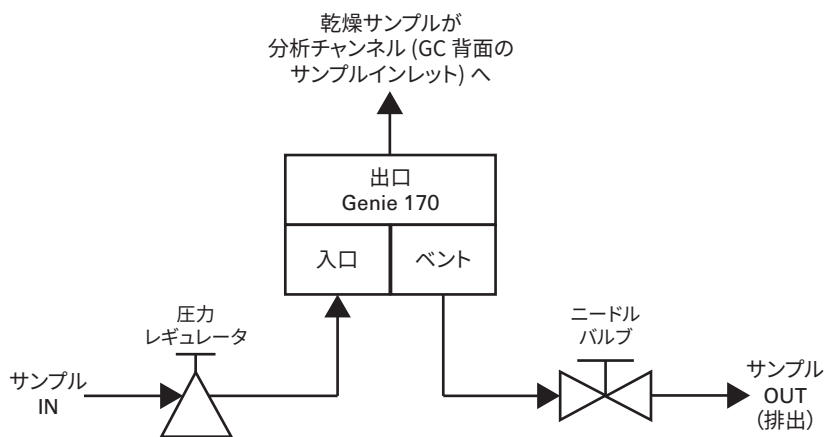 乾燥サンプルが
分析チャンネル (GC 背面の
サンプルインレット) へ
出口
Genie 170
入口
ベント
圧力
レギュレータ
ニードル
バルブ
サンプル
IN
サンプル
OUT
(排出)